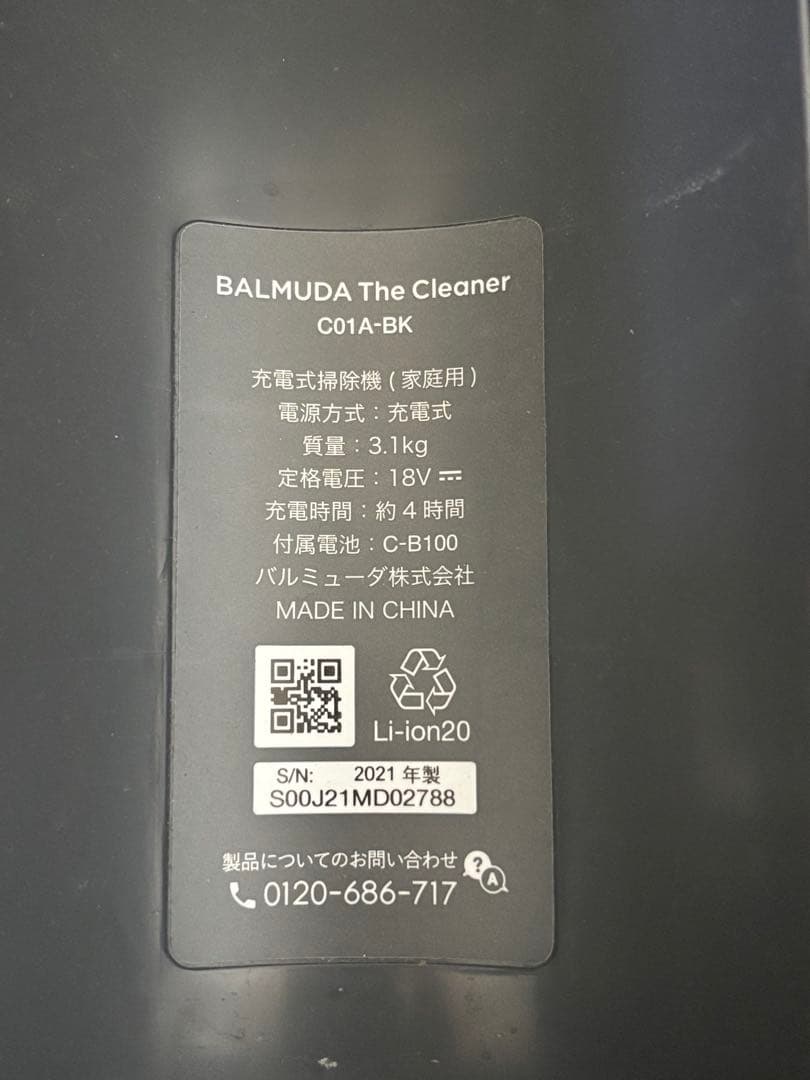 BALMUDA The Cleaner
C01A-BK
充電式掃除機(家庭用)
電源方式：充電式
質量：3.1kg
定格電圧：18V ⎓
充電時間：約4時間
付属電池：C-B100
バルミューダ株式会社
MADE IN CHINA
Li-ion20
S/N: 2021年製
S00J21MD02788
製品についてのお問い合わせ ? A
0120-686-717